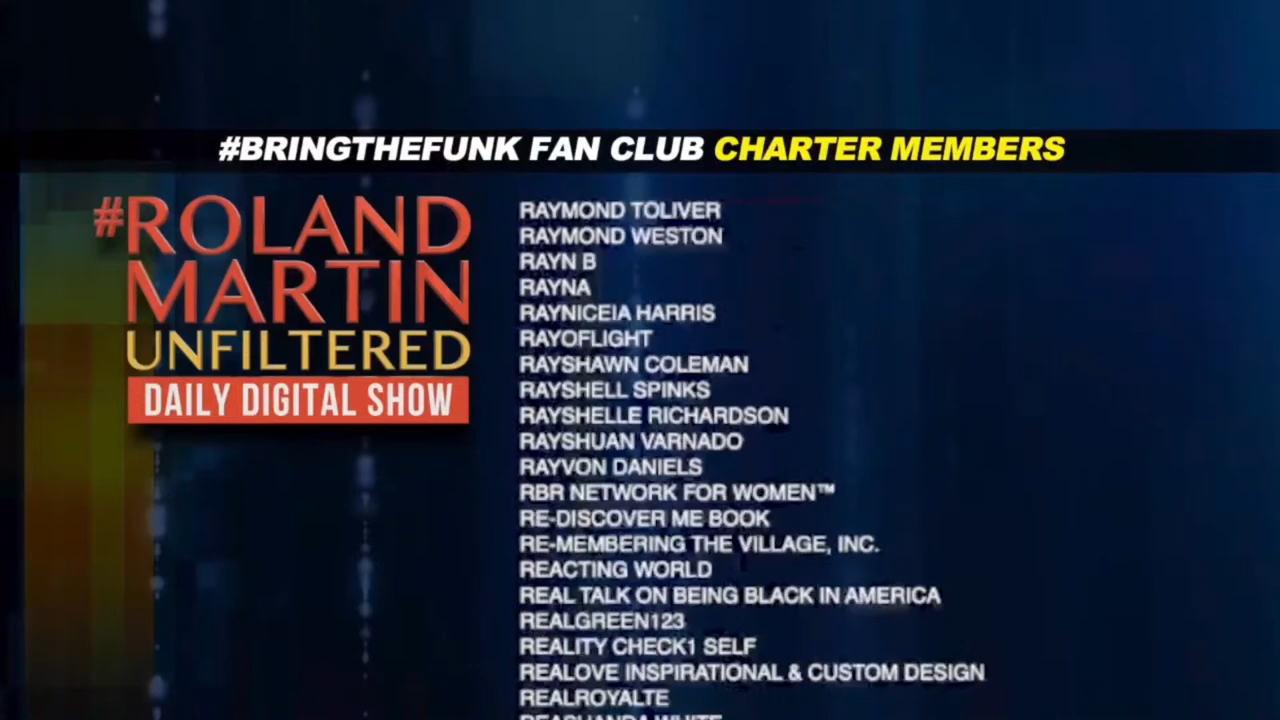 #BRINGTHEFUNK FAN CLUB CHARTER MEMBERS
#ROLAND
MARTIN
UNFILTERED
DAILY DIGITAL SHOW
RAYMOND TOLIVER
RAYMOND WESTON
RAYN B
RAYNA
RAYNICEIA HARRIS
RAYOFLIGHT
RAYSHAWN COLEMAN
RAYSHELL SPINKS
RAYSHELLE RICHARDSON
RAYSHUAN VARNADO
RAYVON DANIELS
RBR NETWORK FOR WOMEN™
RE-DISCOVER ME BOOK
RE-MEMBERING THE VILLAGE, INC.
REACTING WORLD
REAL TALK ON BEING BLACK IN AMERICA
REALGREEN123
REALITY CHECK1 SELF
REALOVE INSPIRATIONAL & CUSTOM DESIGN
REALROYALTE